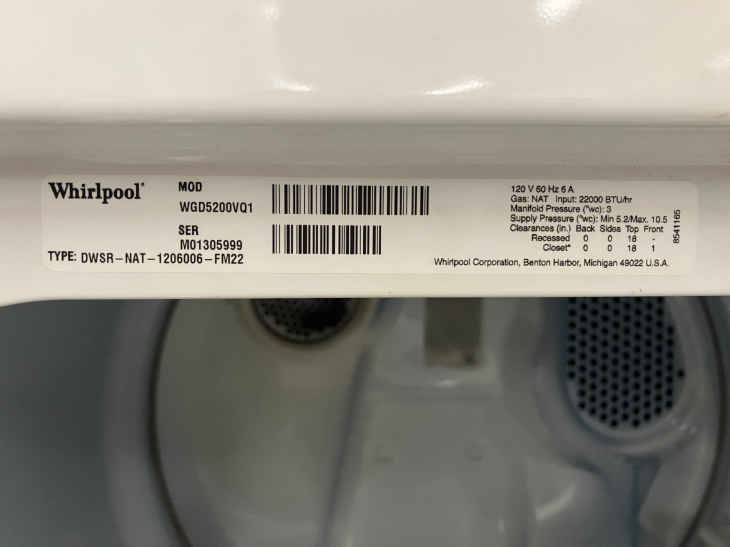 Whirlpool
MOD
WGD5200VQ1
SER
M01305999
TYPE: DWSR-NAT-1206006-FM22
120 V 60 Hz 6 A
Gas: NAT Input: 22000 BTU/hr
Manifold Pressure ("wc): 3
Supply Pressure ("wc): Min 5.2/Max. 10.5
Clearances (in.) Back Sides Top Front
Recessed 0 0 18 -
Closet* 0 0 18 1
Whirlpool Corporation, Benton Harbor, Michigan 49022 U.S.A.
8541165